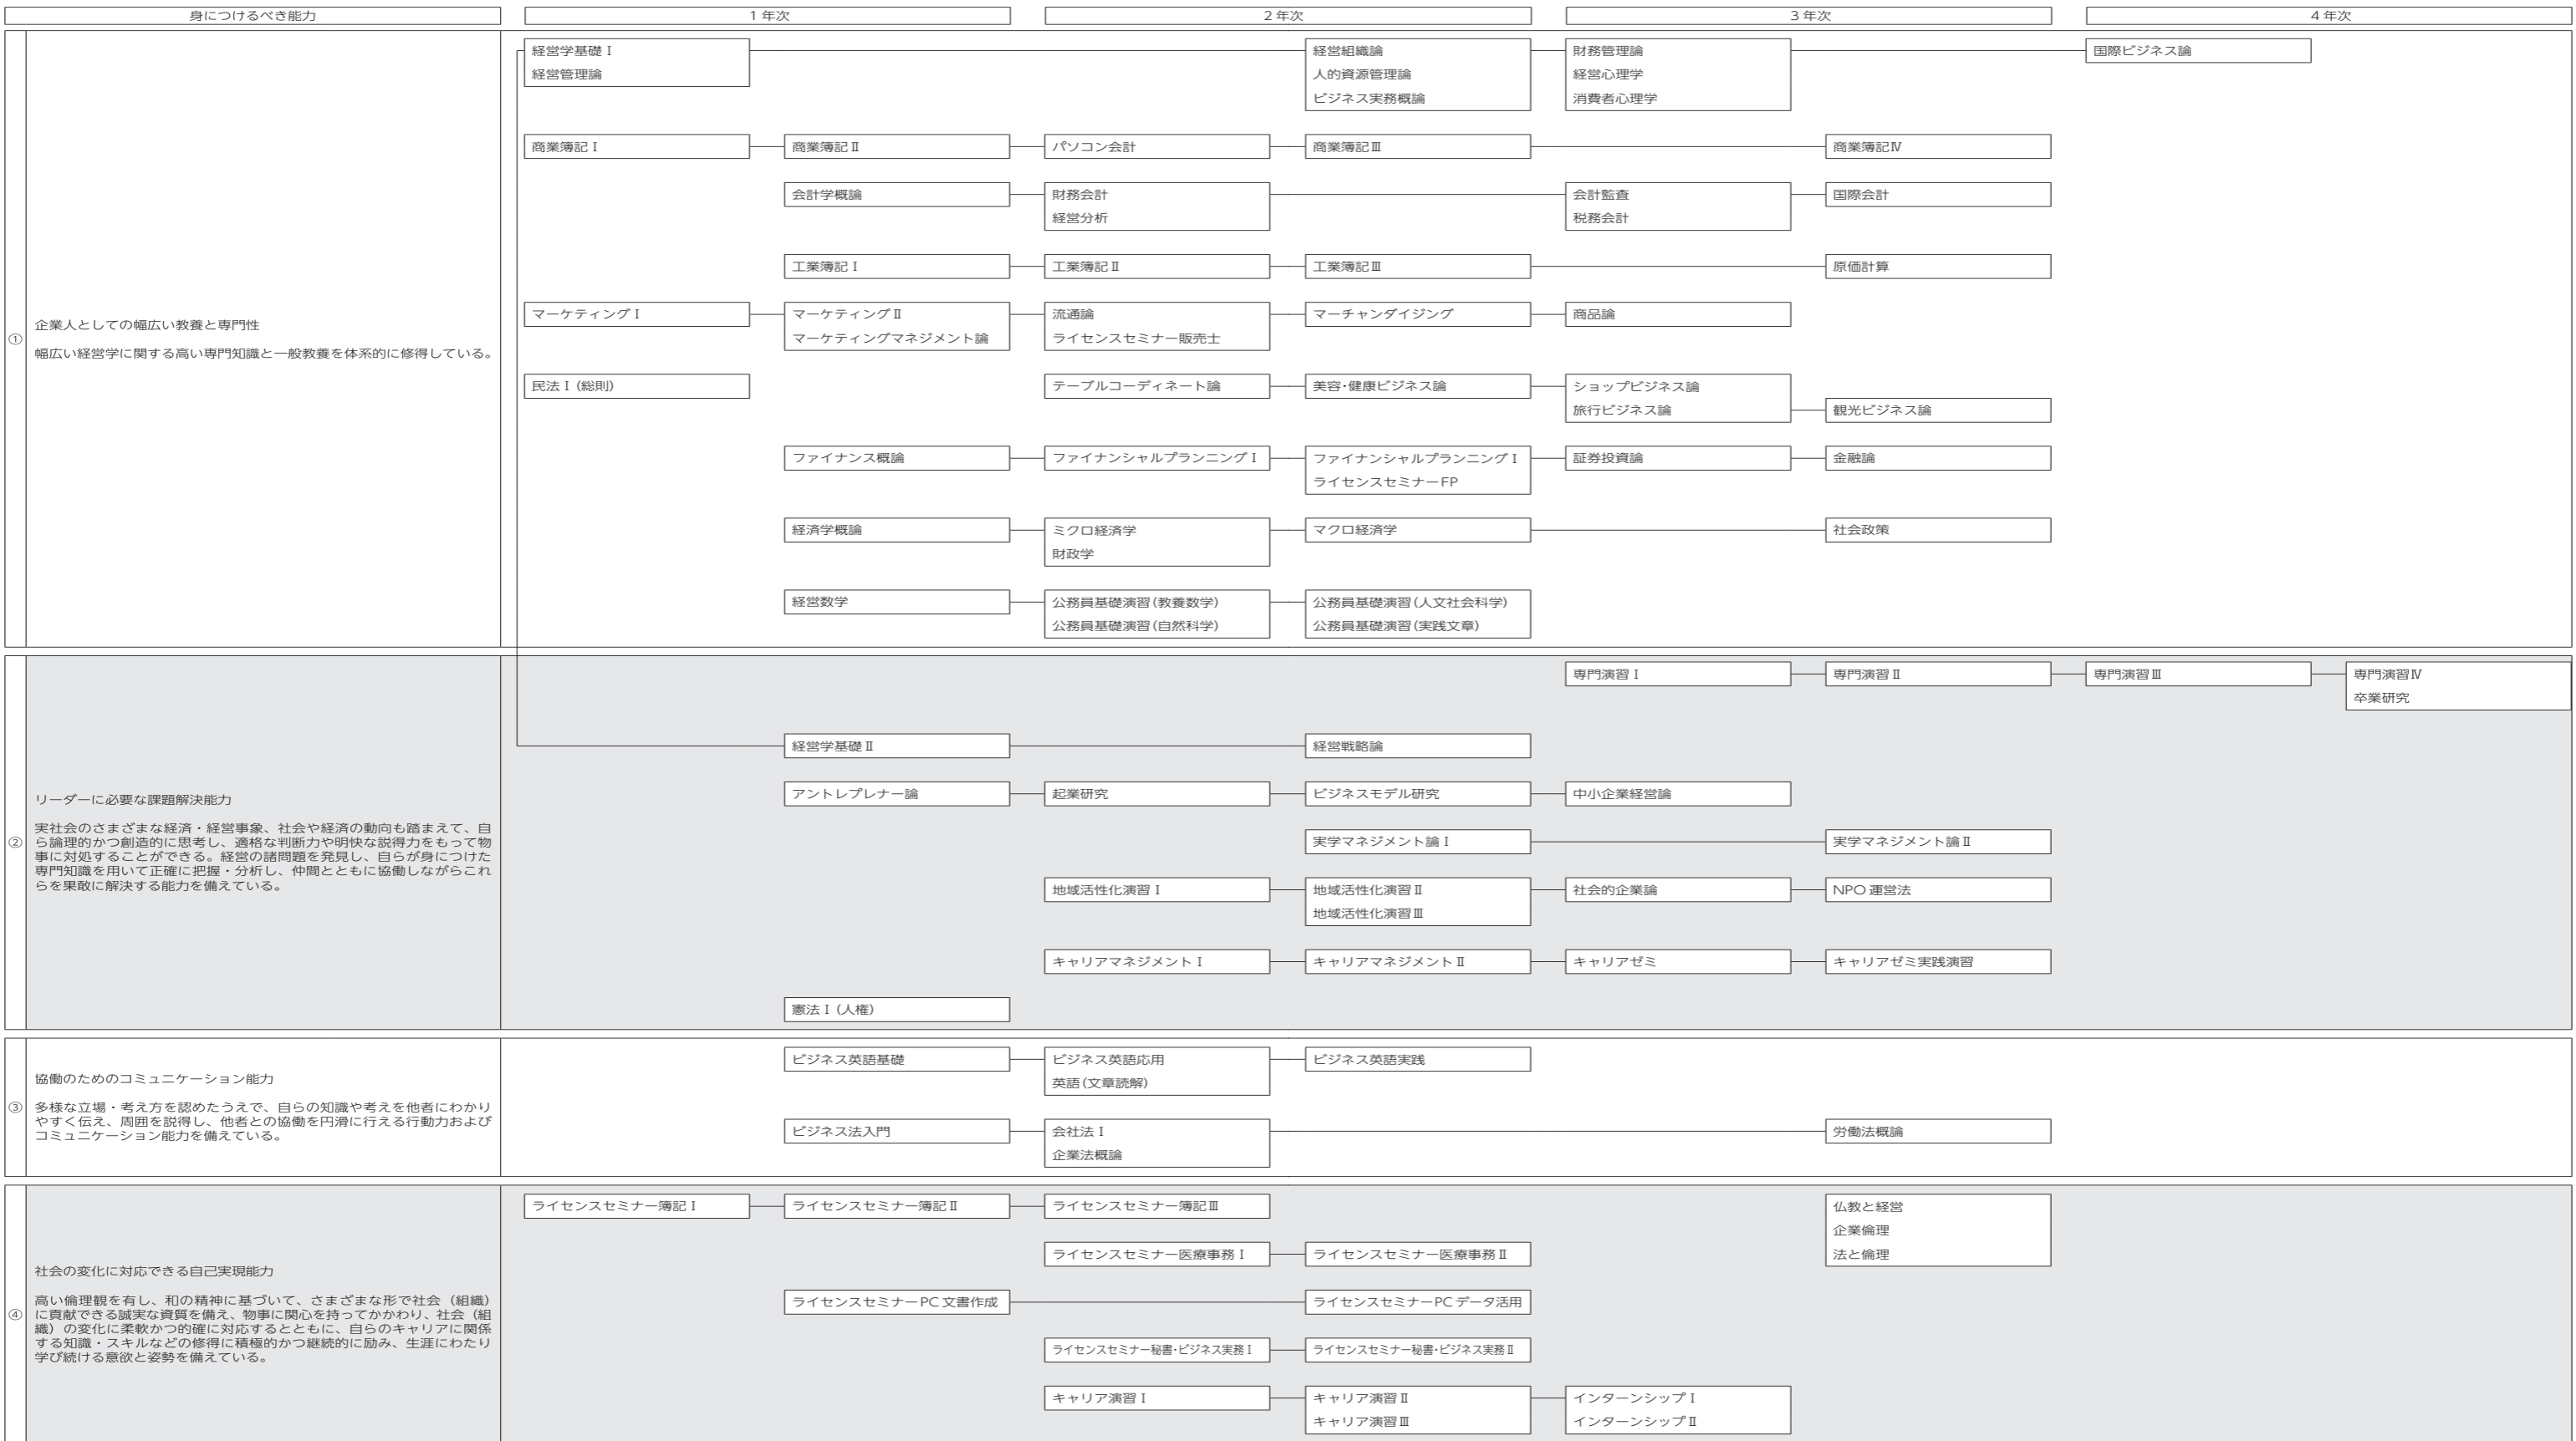 身につけるべき能力
1年次
2年次
3年次
4年次
①
企業人としての幅広い教養と専門性
幅広い経営学に関する高い専門知識と一般教養を体系的に修得している。
経営学基礎Ⅰ
経営管理論
経営組織論
人的資源管理論
ビジネス実務概論
財務管理論
経営心理学
消費者心理学
国際ビジネス論
商業簿記Ⅰ
商業簿記Ⅱ
パソコン会計
商業簿記Ⅲ
商業簿記Ⅳ
会計学概論
財務会計
経営分析
会計監査
税務会計
国際会計
工業簿記Ⅰ
工業簿記Ⅱ
工業簿記Ⅲ
原価計算
マーケティングⅠ
マーケティングⅡ
マーケティングマネジメント論
流通論
ライセンスセミナー販売士
マーチャンダイジング
商品論
民法Ⅰ(総則)
テーブルコーディネート論
美容・健康ビジネス論
ショップビジネス論
旅行ビジネス論
観光ビジネス論
ファイナンス概論
ファイナンシャルプランニングⅠ
ファイナンシャルプランニングⅠ
ライセンスセミナーFP
証券投資論
金融論
経済学概論
ミクロ経済学
財政学
マクロ経済学
社会政策
経営数学
公務員基礎演習(教養数学)
公務員基礎演習(自然科学)
公務員基礎演習(人文社会科学)
公務員基礎演習(実践文章)
②
リーダーに必要な課題解決能力
実社会のさまざまな経済・経営事象、社会や経済の動向も踏まえて、自
ら論理的かつ創造的に思考し、適格な判断力や明快な説得力をもって物
事に対処することができる。経営の諸問題を発見し、自らが身につけた
専門知識を用いて正確に把握・分析し、仲間とともに協働しながらこれ
らを果敢に解決する能力を備えている。
専門演習Ⅰ
専門演習Ⅱ
専門演習Ⅲ
専門演習Ⅳ
卒業研究
経営学基礎Ⅱ
経営戦略論
アントレプレナー論
起業研究
ビジネスモデル研究
中小企業経営論
実学マネジメント論Ⅰ
実学マネジメント論Ⅱ
地域活性化演習Ⅰ
地域活性化演習Ⅱ
地域活性化演習Ⅲ
社会的企業論
NPO運営法
キャリアマネジメントⅠ
キャリアマネジメントⅡ
キャリアゼミ
キャリアゼミ実践演習
憲法Ⅰ(人権)
③
協働のためのコミュニケーション能力
多様な立場・考え方を認めたうえで、自らの知識や考えを他者にわかり
やすく伝え、周囲を説得し、他者との協働を円滑に行える行動力および
コミュニケーション能力を備えている。
ビジネス英語基礎
ビジネス英語応用
英語(文章読解)
ビジネス英語実践
ビジネス法入門
会社法Ⅰ
企業法概論
労働法概論
④
社会の変化に対応できる自己実現能力
高い倫理観を有し、和の精神に基づいて、さまざまな形で社会（組織）
に貢献できる誠実な資質を備え、物事に関心を持ってかかわり、社会（組
織）の変化に柔軟かつ的確に対応するとともに、自らのキャリアに関係
する知識・スキルなどの修得に積極的かつ継続的に励み、生涯にわたり
学び続ける意欲と姿勢を備えている。
ライセンスセミナー簿記Ⅰ
ライセンスセミナー簿記Ⅱ
ライセンスセミナー簿記Ⅲ
仏教と経営
企業倫理
法と倫理
ライセンスセミナー医療事務Ⅰ
ライセンスセミナー医療事務Ⅱ
ライセンスセミナーPC文書作成
ライセンスセミナーPCデータ活用
ライセンスセミナー秘書・ビジネス実務Ⅰ
ライセンスセミナー秘書・ビジネス実務Ⅱ
キャリア演習Ⅰ
キャリア演習Ⅱ
キャリア演習Ⅲ
インターンシップⅠ
インターンシップⅡ